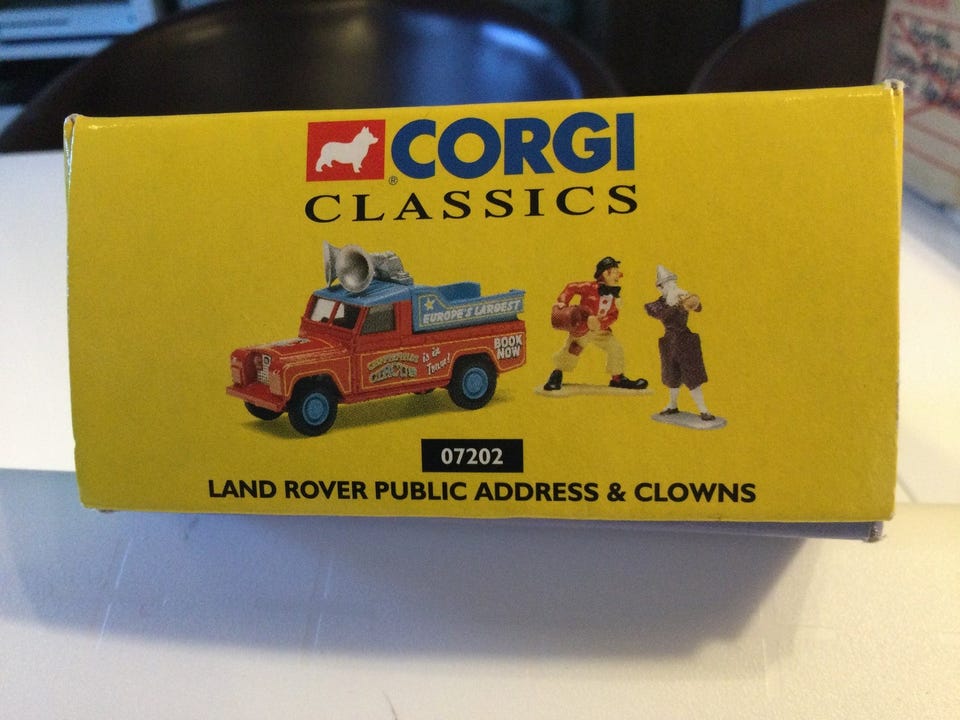 CORGI
®
CLASSICS
EUROPE'S LARGEST
CIRCUS
is in
Town!
BOOK
NOW
07202
LAND ROVER PUBLIC ADDRESS & CLOWNS